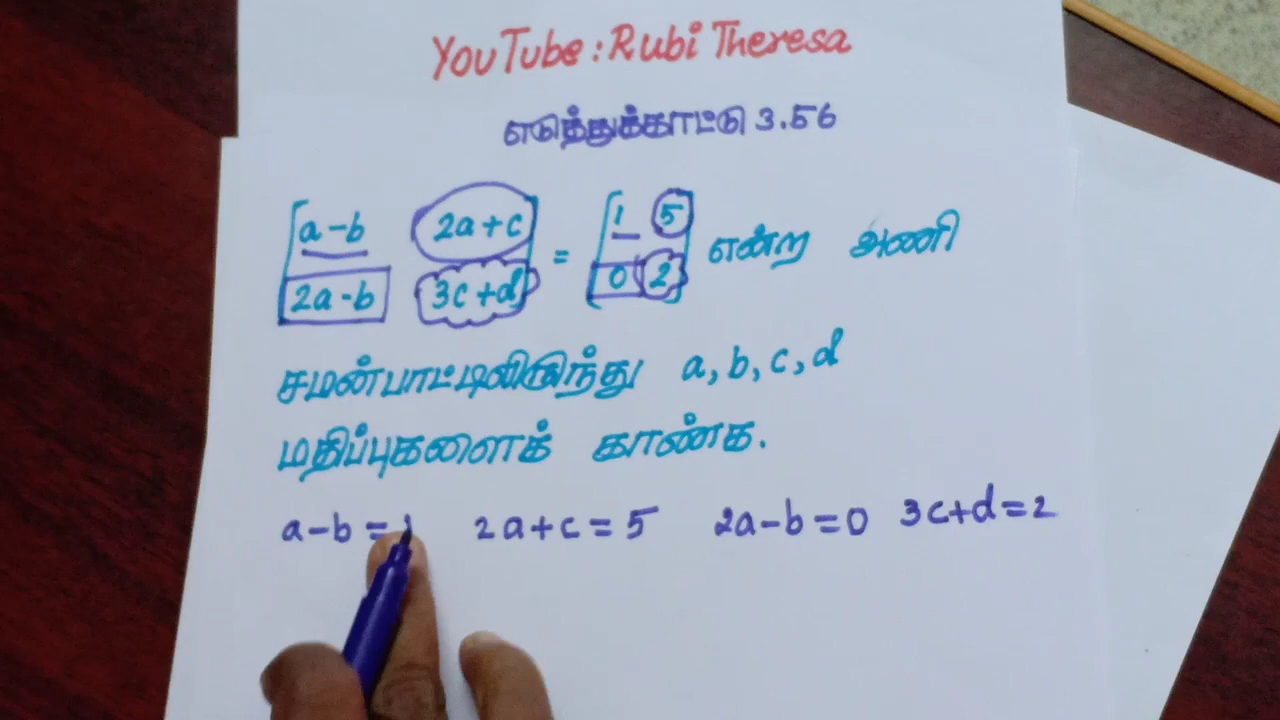 YouTube: Rubi Theresa
எடுத்துக்காட்டு 3.56
[a-b 2a+c] = [1 5] என்ற அணி
[2a-b 3c+d] [0 2]
சமன்பாட்டிலிருந்து a, b, c, d
மதிப்புகளைக் காண்க.
a-b=1 2a+c=5 2a-b=0 3c+d=2